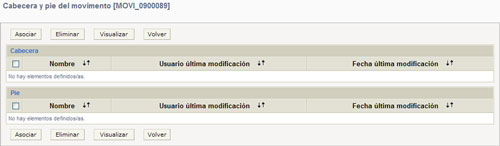 Cabecera y pie del movimento [MOVI_0900089]
Asociar Eliminar Visualizar Volver
Cabecera
Nombre Usuario última modificación Fecha última modificación
No hay elementos definidos/as.
Pie
Nombre Usuario última modificación Fecha última modificación
No hay elementos definidos/as.
Asociar Eliminar Visualizar Volver